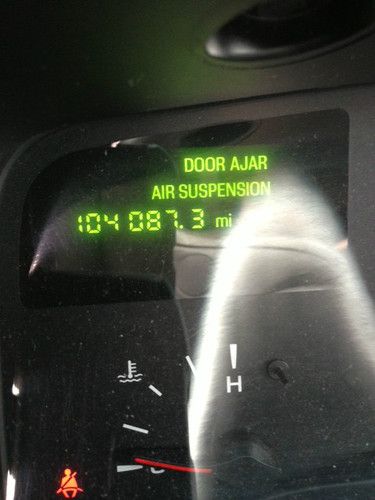 DOOR AJAR
AIR SUSPENSION
104 087.3 mi
H
C